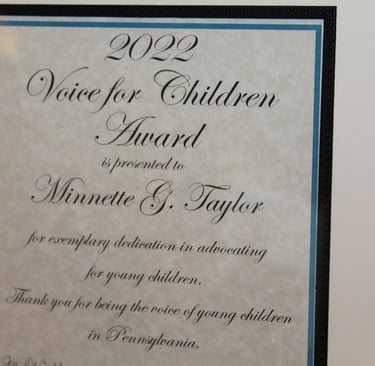 2022
Voice for Children
Award
is presented to
Minnette G. Taylor
for exemplary dedication in advocating
for young children.
Thank you for being the voice of young children
in Pennsylvania.